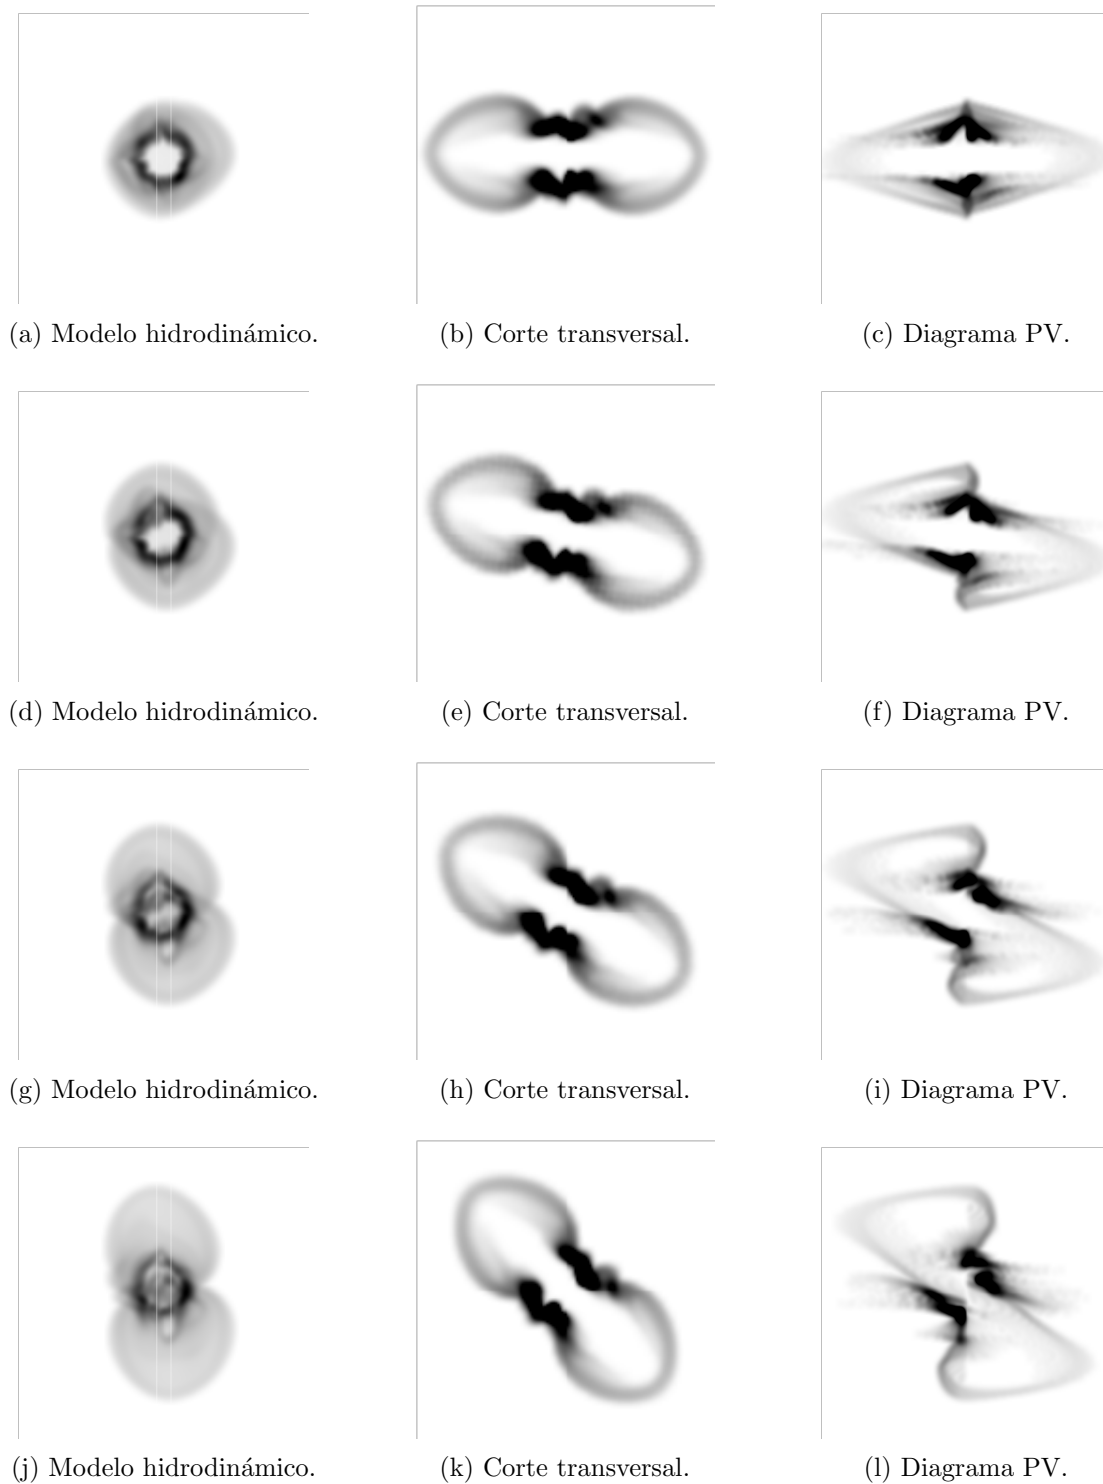 (a) Modelo hidrodinámico.
(b) Corte transversal.
(c) Diagrama PV.
(d) Modelo hidrodinámico.
(e) Corte transversal.
(f) Diagrama PV.
(g) Modelo hidrodinámico.
(h) Corte transversal.
(i) Diagrama PV.
(j) Modelo hidrodinámico.
(k) Corte transversal.
(l) Diagrama PV.